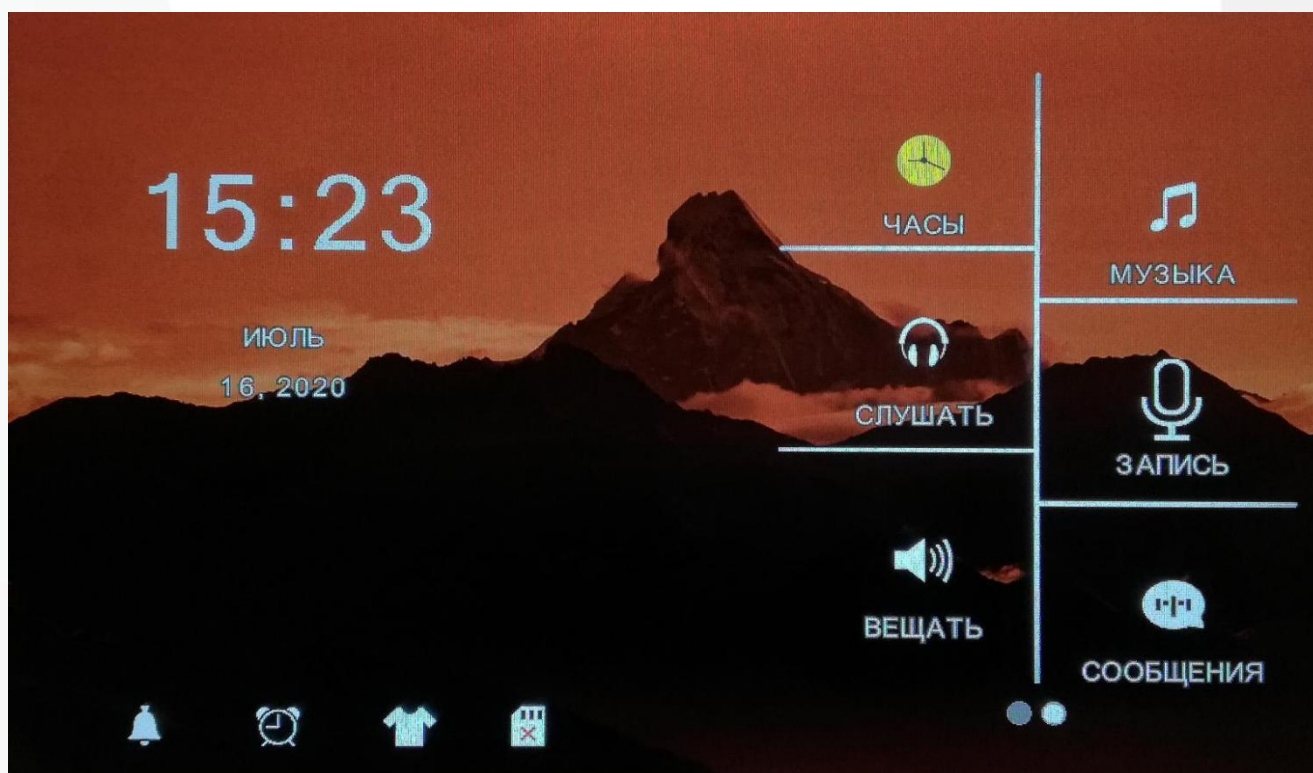 15:23
ИЮЛЬ
16, 2020
ЧАСЫ
МУЗЫКА
СЛУШАТЬ
ЗАПИСЬ
ВЕЩАТЬ
СООБЩЕНИЯ